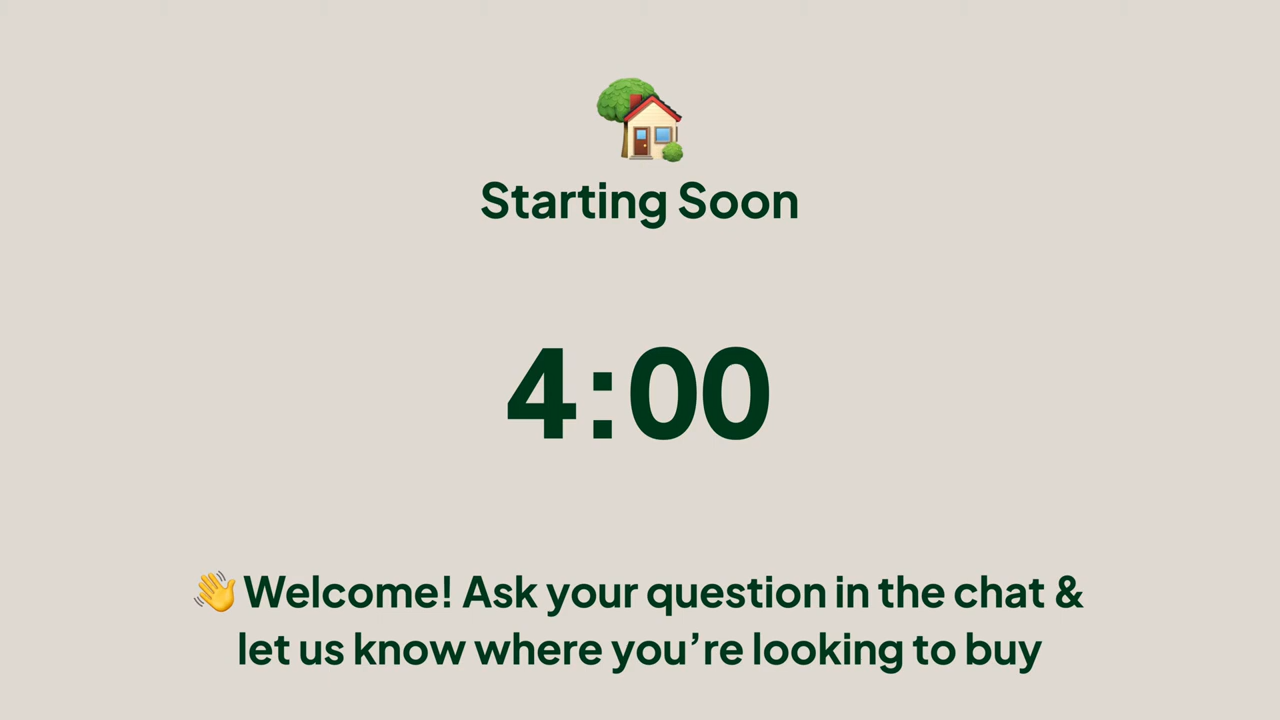 Starting Soon
4:00
👋 Welcome! Ask your question in the chat &
let us know where you’re looking to buy